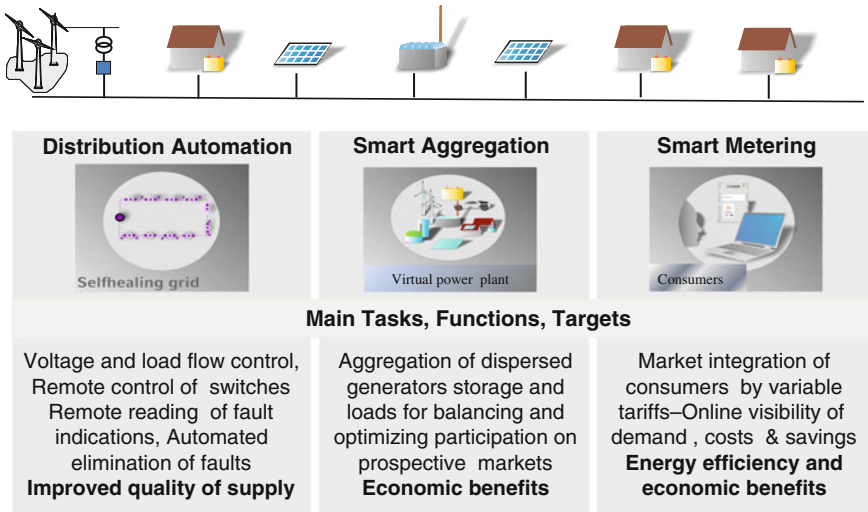 Distribution Automation
Smart Aggregation
Smart Metering
Selfhealing grid
Virtual power plant
Consumers
Main Tasks, Functions, Targets
Voltage and load flow control,
Remote control of switches
Remote reading of fault
indications, Automated
elimination of faults
Improved quality of supply
Aggregation of dispersed
generators storage and
loads for balancing and
optimizing participation on
prospective markets
Economic benefits
Market integration of
consumers by variable
tariffs–Online visibility of
demand , costs & savings
Energy efficiency and
economic benefits